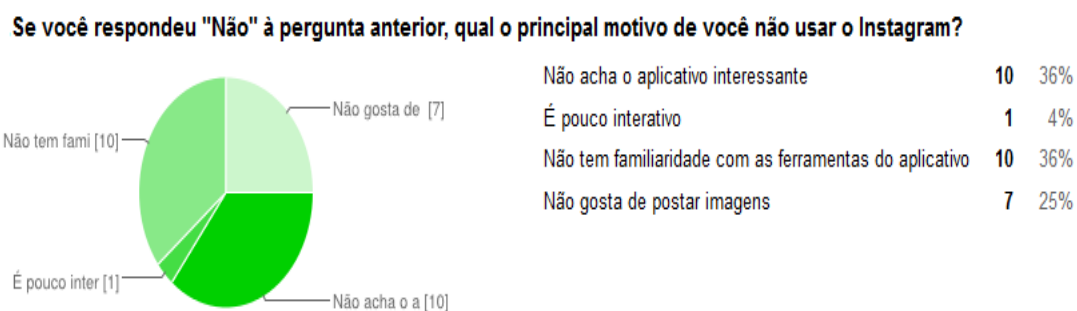 Se você respondeu "Não" à pergunta anterior, qual o principal motivo de você não usar o Instagram?
Não gosta de [7]
Não tem fami [10]
É pouco inter [1]
Não acha o a [10]
Não acha o aplicativo interessante 10 36%
É pouco interativo 1 4%
Não tem familiaridade com as ferramentas do aplicativo 10 36%
Não gosta de postar imagens 7 25%